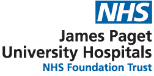 NHS
James Paget
University Hospitals
NHS Foundation Trust